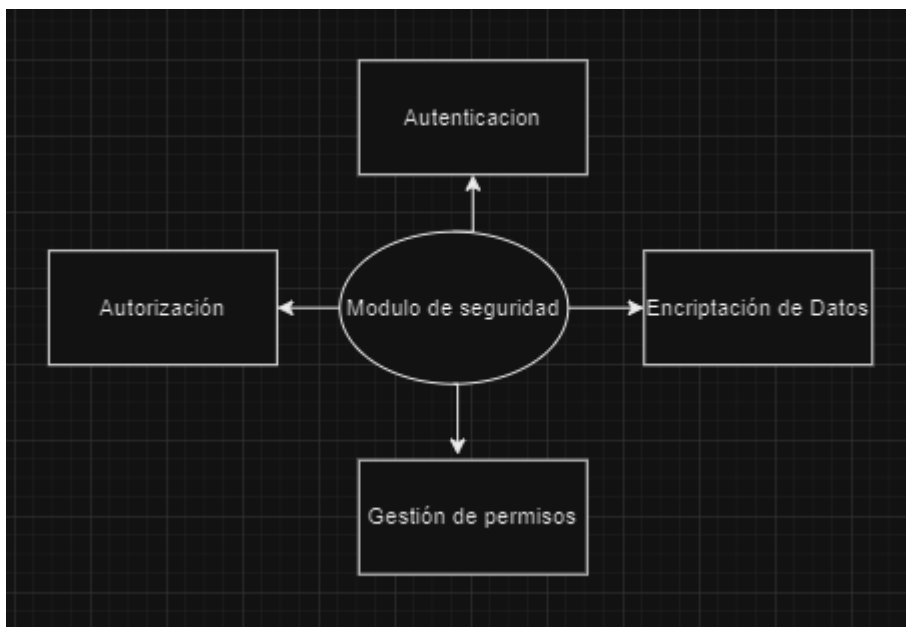 Autenticacion
Autorización
Modulo de seguridad
Encriptación de Datos
Gestión de permisos